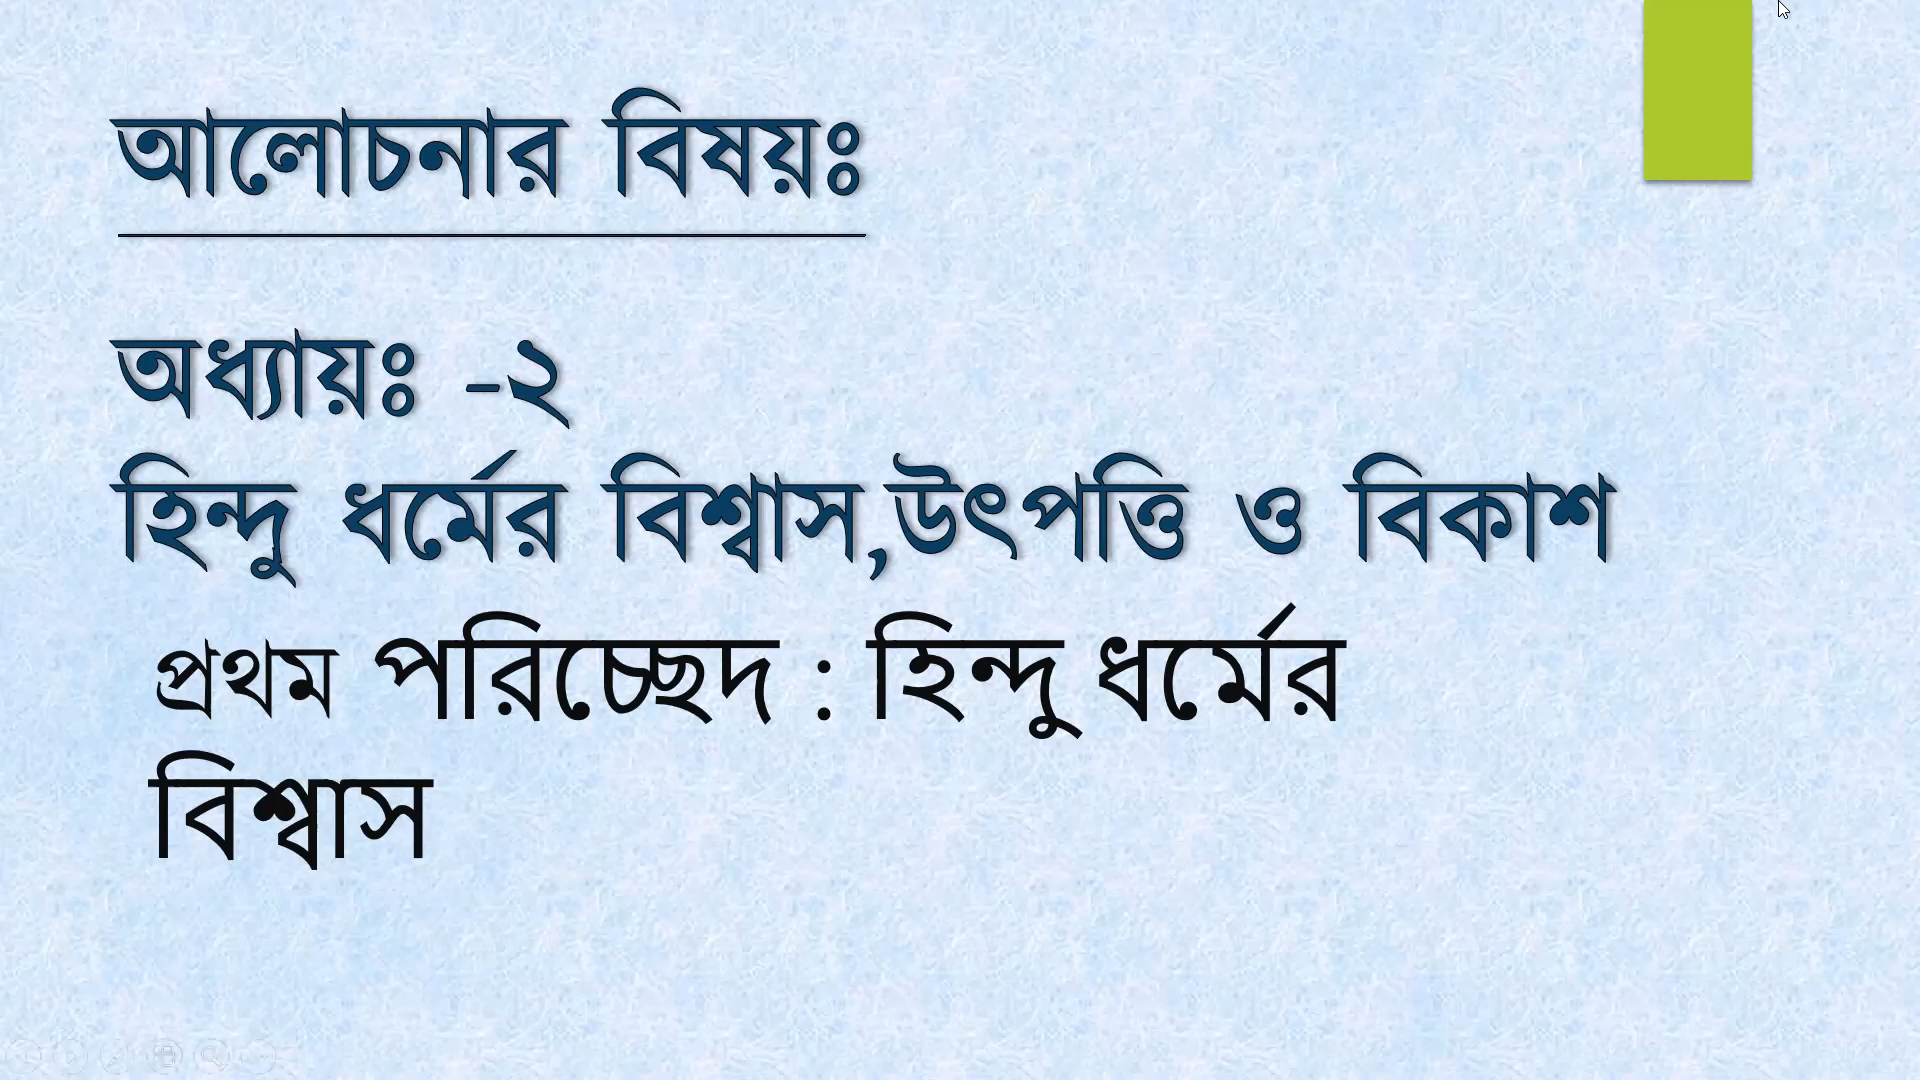 আলোচনার বিষয়ঃ
অধ্যায়ঃ -২
হিন্দু ধর্মের বিশ্বাস,উৎপত্তি ও বিকাশ
প্রথম পরিচ্ছেদ : হিন্দু ধর্মের
বিশ্বাস